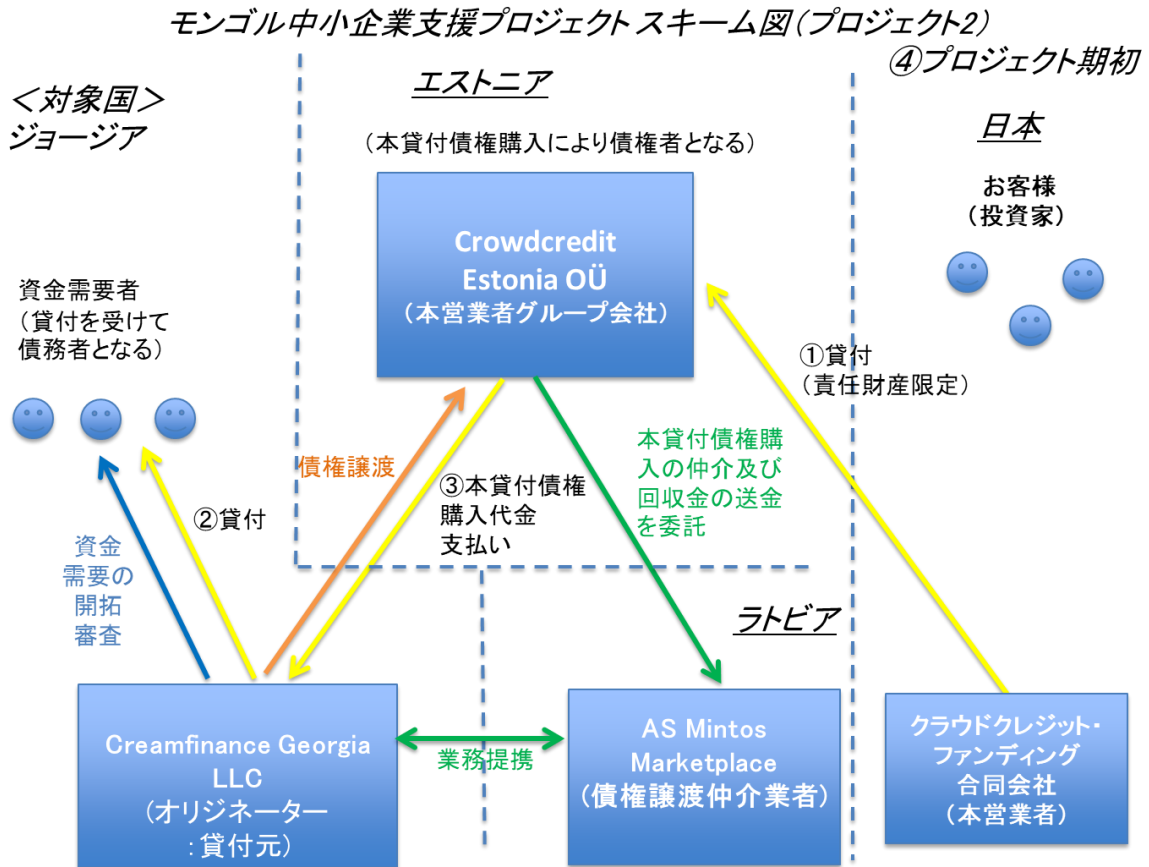 モンゴル中小企業支援プロジェクト スキーム図(プロジェクト2)
④プロジェクト期初
<対象国>
ジョージア
エストニア
(本貸付債権購入により債権者となる)
日本
お客様
(投資家)
Crowdcredit
Estonia OÜ
(本営業者グループ会社)
資金需要者
(貸付を受けて
債務者となる)
①貸付
(責任財産限定)
債権譲渡
③本貸付債権
購入代金
支払い
本貸付債権購
入の仲介及び
回収金の送金
を委託
②貸付
資金
需要の
開拓
審査
ラトビア
Creamfinance Georgia
LLC
(オリジネーター
:貸付元)
業務提携
AS Mintos
Marketplace
(債権譲渡仲介業者)
クラウドクレジット・
ファンディング
合同会社
(本営業者)